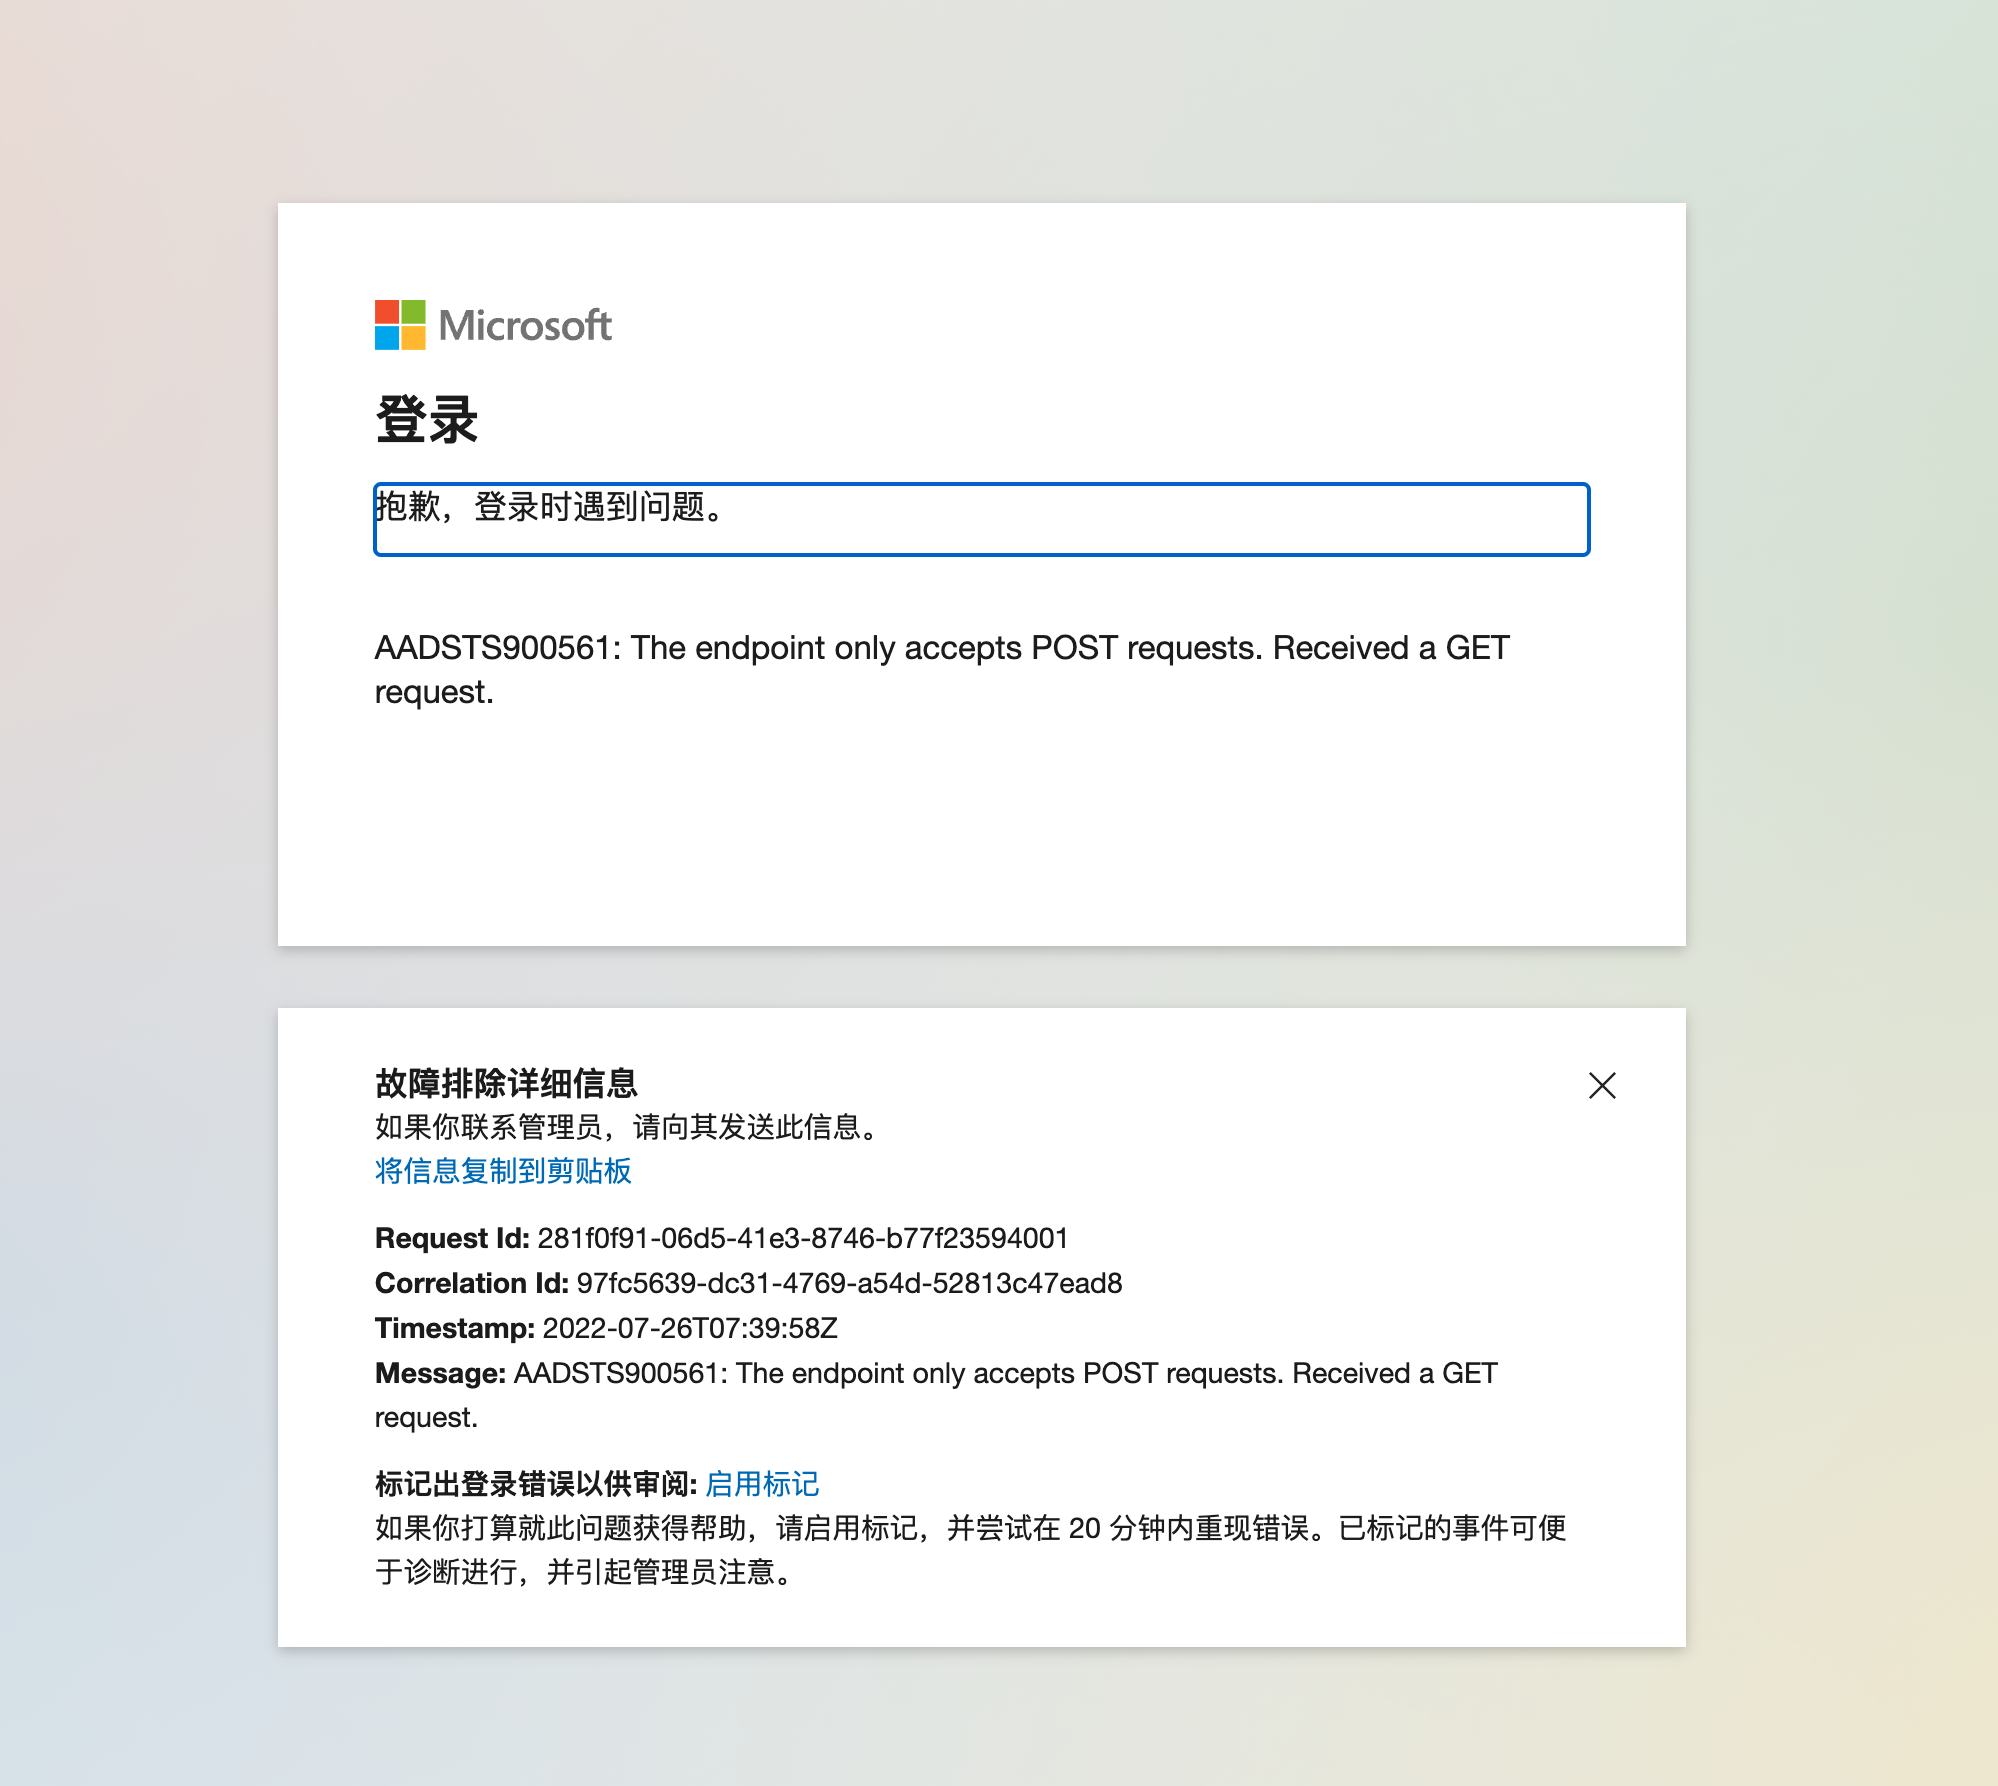 Microsoft
登录
抱歉，登录时遇到问题。
AADSTS900561: The endpoint only accepts POST requests. Received a GET
request.
故障排除详细信息
如果你联系管理员，请向其发送此信息。
将信息复制到剪贴板
Request Id: 281f0f91-06d5-41e3-8746-b77f23594001
Correlation Id: 97fc5639-dc31-4769-a54d-52813c47ead8
Timestamp: 2022-07-26T07:39:58Z
Message: AADSTS900561: The endpoint only accepts POST requests. Received a GET
request.
标记出登录错误以供审阅: 启用标记
如果你打算就此问题获得帮助，请启用标记，并尝试在 20 分钟内重现错误。已标记的事件可便
于诊断进行，并引起管理员注意。